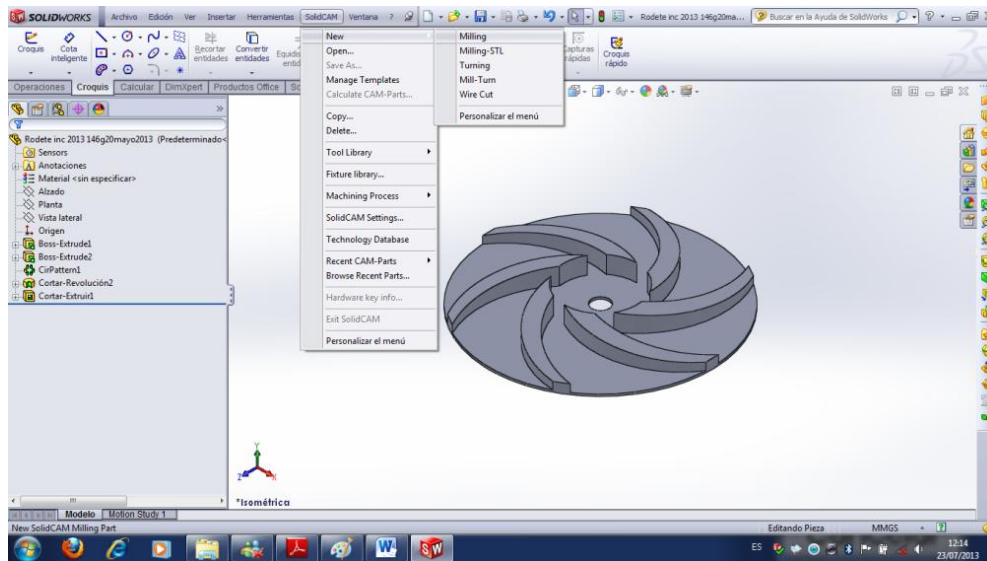 SOLIDWORKS Archivo Edición Ver Insertar Herramientas SolidCAM Ventana ? Rodete inc 2013 146g20ma... Buscar en la Ayuda de SolidWorks
Croquis
Cota inteligente
Recortar entidades
Convertir entidades
Croquis rápido
Operaciones Croquis Calcular DimXpert Productos Office
Rodete inc 2013 146g20mayo2013 (Predeterminado<
Sensors
Anotaciones
Material <sin especificar>
Alzado
Planta
Vista lateral
Origen
Boss-Extrude1
Boss-Extrude2
CirPattern1
Cortar-Revolución2
Cortar-Extruir1
New
Open...
Save As...
Manage Templates
Calculate CAM-Parts...
Copy...
Delete...
Tool Library
Fixture library...
Machining Process
SolidCAM Settings...
Technology Database
Recent CAM-Parts
Browse Recent Parts...
Hardware key info...
Exit SolidCAM
Personalizar el menú
Milling
Milling-STL
Turning
Mill-Turn
Wire Cut
Personalizar el menú
Y
Z
X
*Isométrica
Modelo Motion Study 1
New SolidCAM Milling Part Editando Pieza MMGS
ES 12:14
23/07/2013